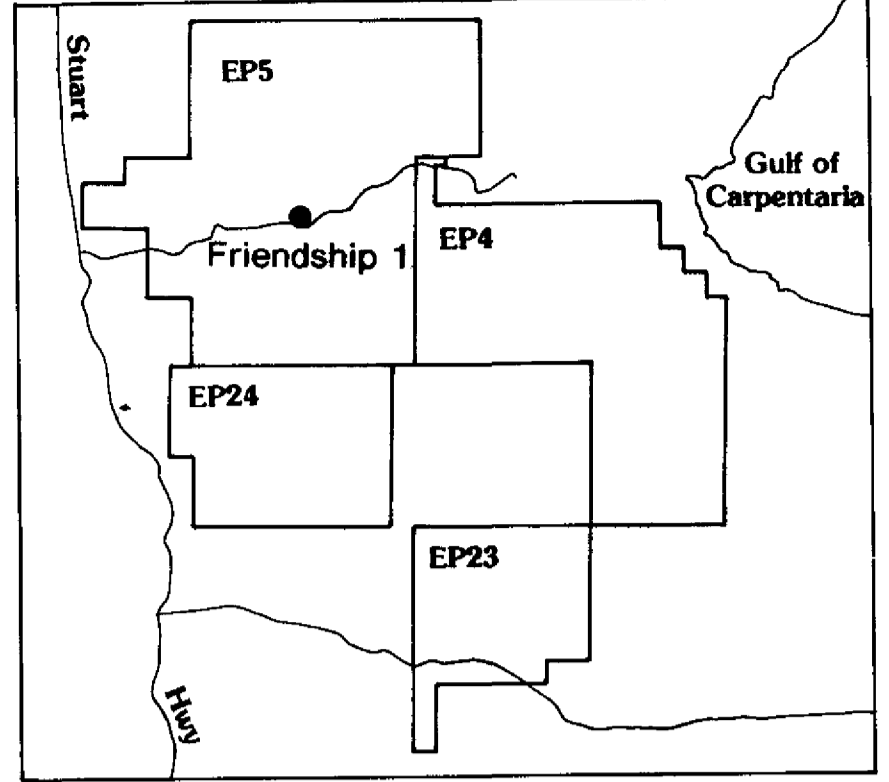 Stuart
EP5
Gulf of
Carpentaria
EP4
Friendship 1
EP24
EP23
Hwy